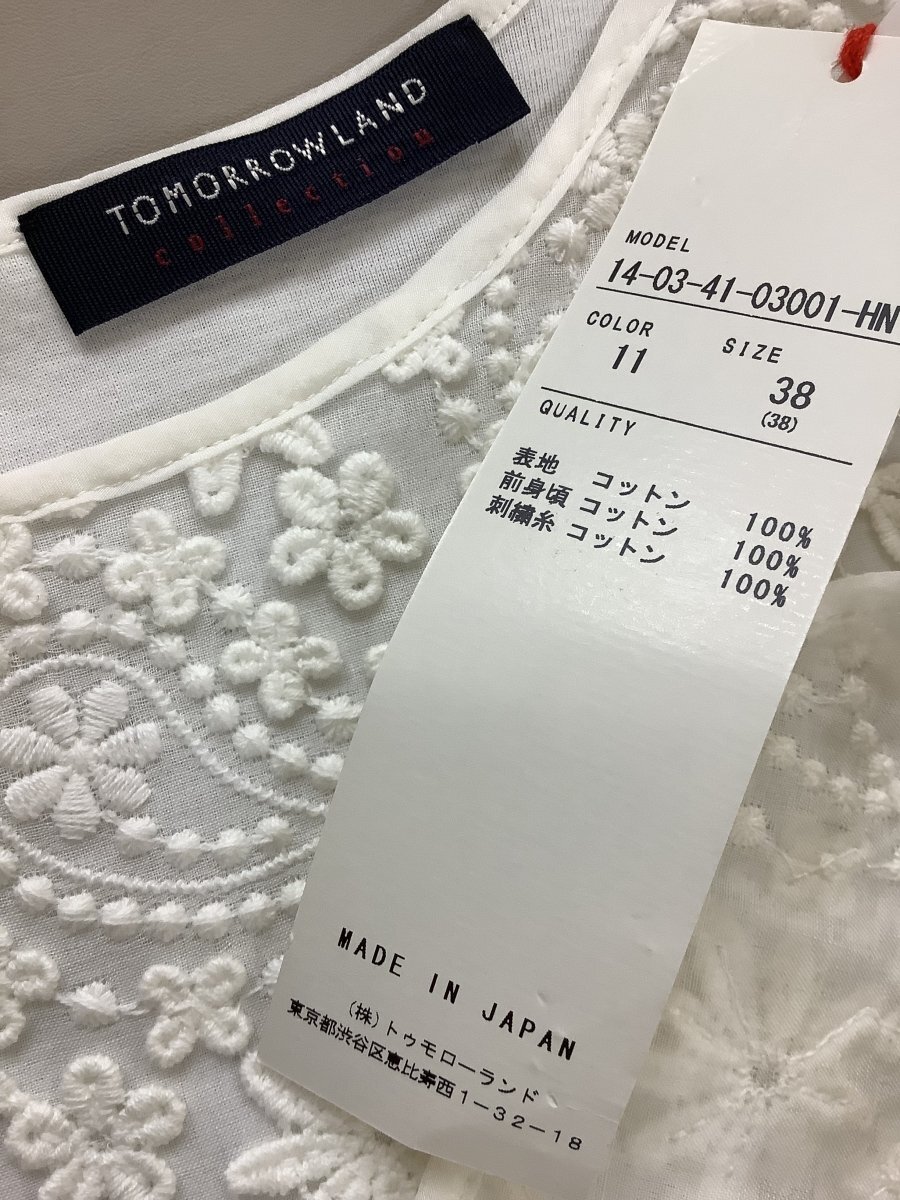 TOMORROWLAND
collection
MODEL
14-03-41-03001-HN
COLOR SIZE
11 38
(38)
QUALITY
表地 コットン 100%
前身頃 コットン 100%
刺繍糸 コットン 100%
MADE IN JAPAN
(株)トゥモローランド
東京都渋谷区恵比寿西1-32-18